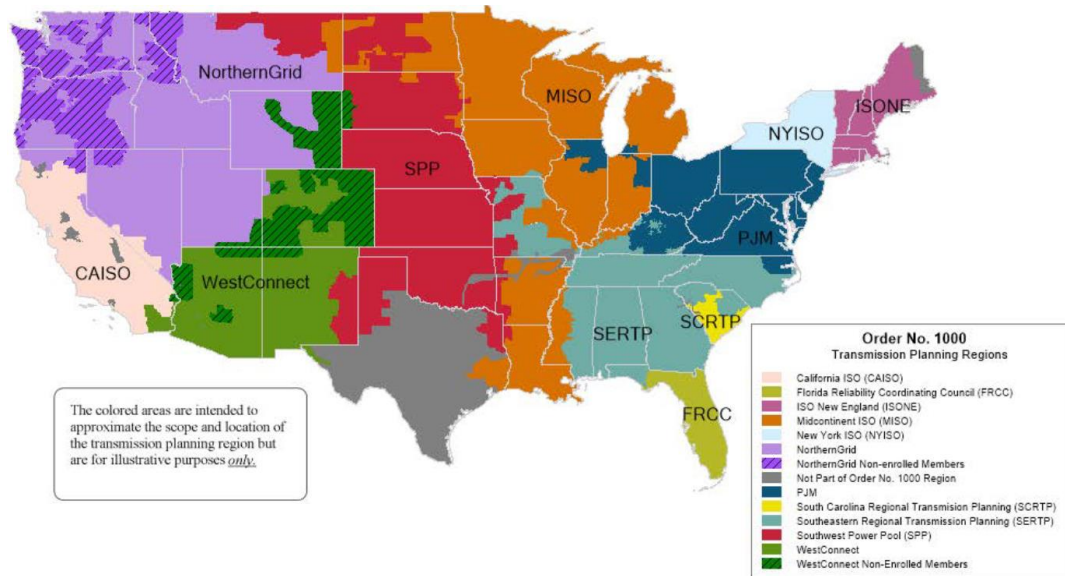 NorthernGrid
MISO
ISONE
NYISO
SPP
PJM
CAISO
WestConnect
SERTP
SCRTP
FRCC
The colored areas are intended to
approximate the scope and location of
the transmission planning region but
are for illustrative purposes only.
Order No. 1000
Transmission Planning Regions
California ISO (CAISO)
Florida Reliability Coordinating Council (FRCC)
ISO New England (ISONE)
Midcontinent ISO (MISO)
New York ISO (NYISO)
NorthernGrid
NorthernGrid Non-enrolled Members
Not Part of Order No. 1000 Region
PJM
South Carolina Regional Transmision Planning (SCRTP)
Southeastern Regional Transmission Planning (SERTP)
Southwest Power Pool (SPP)
WestConnect
WestConnect Non-Enrolled Members